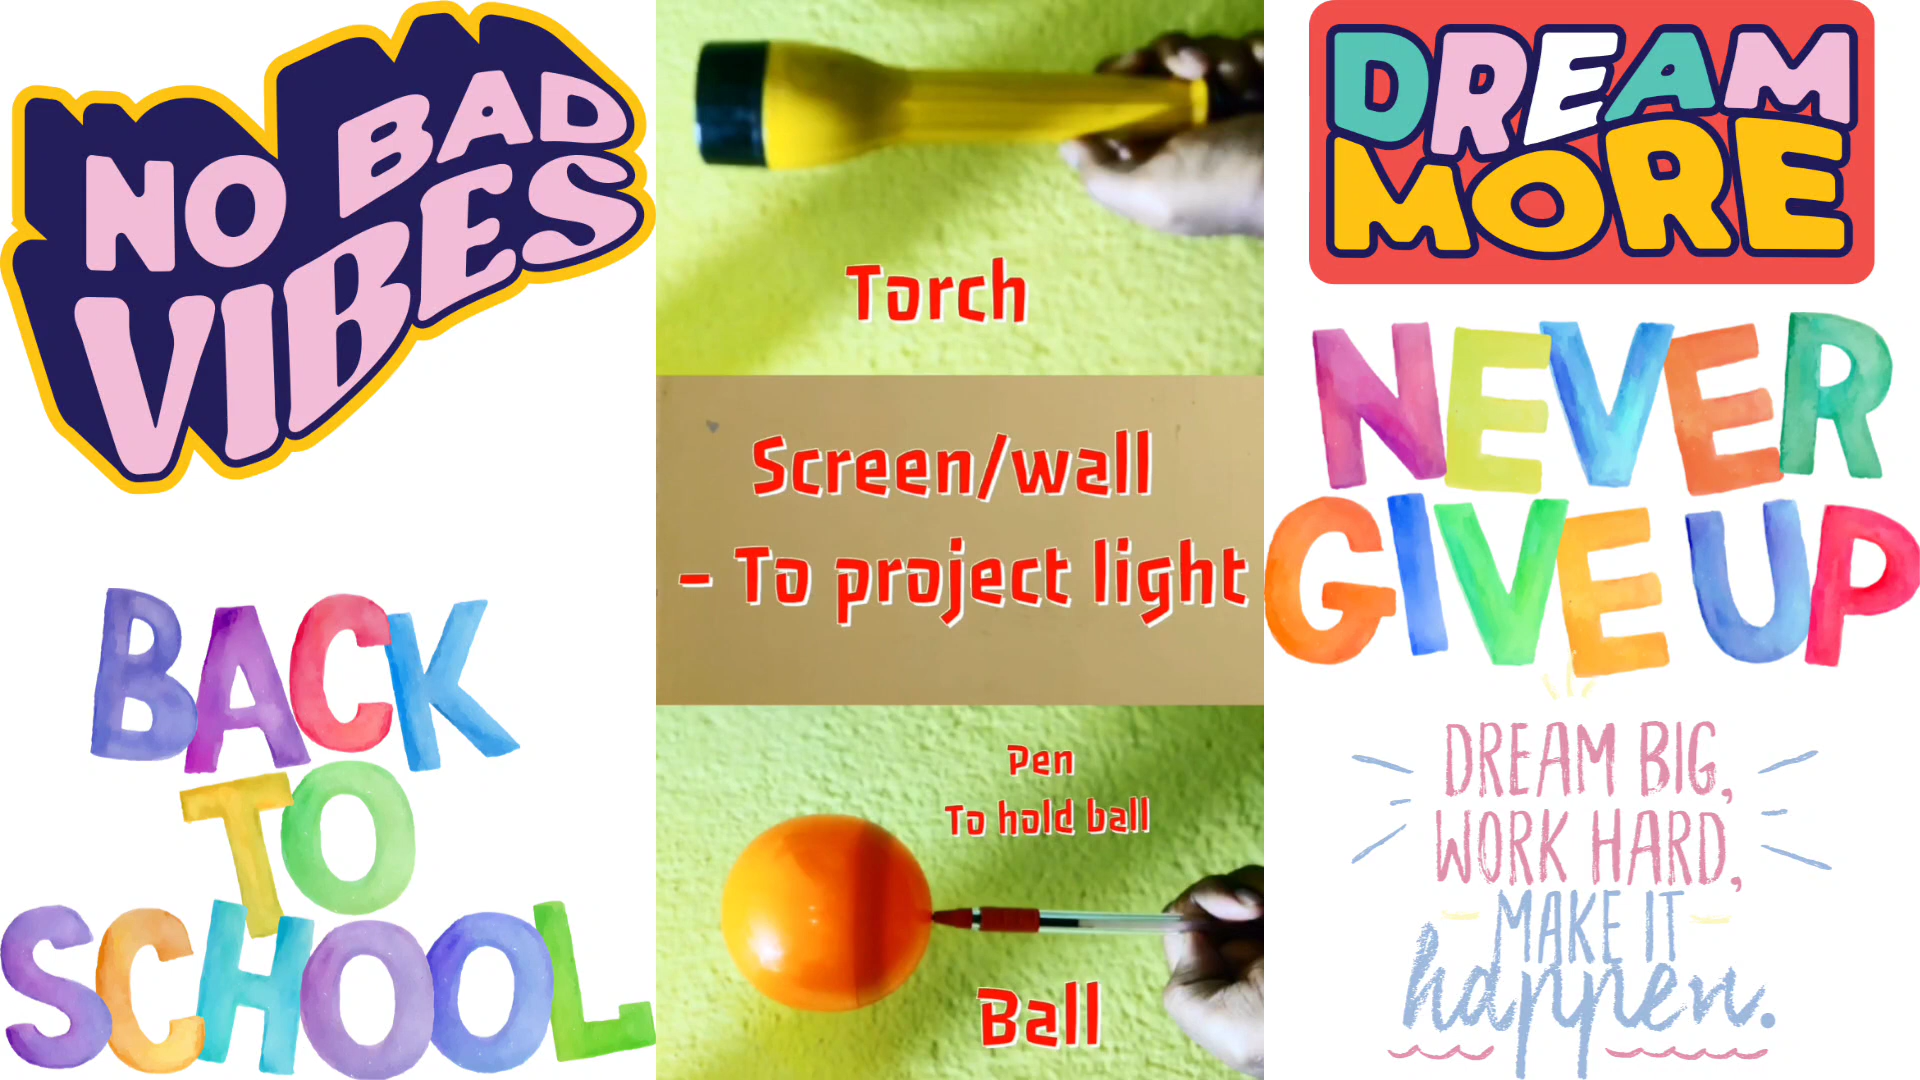 NO BAD
VIBES
BACK
TO
SCHOOL
Torch
Screen/wall
- To project light
Pen
To hold ball
Ball
DREAM
MORE
NEVER
GIVE UP
DREAM BIG,
WORK HARD,
MAKE IT
happen.